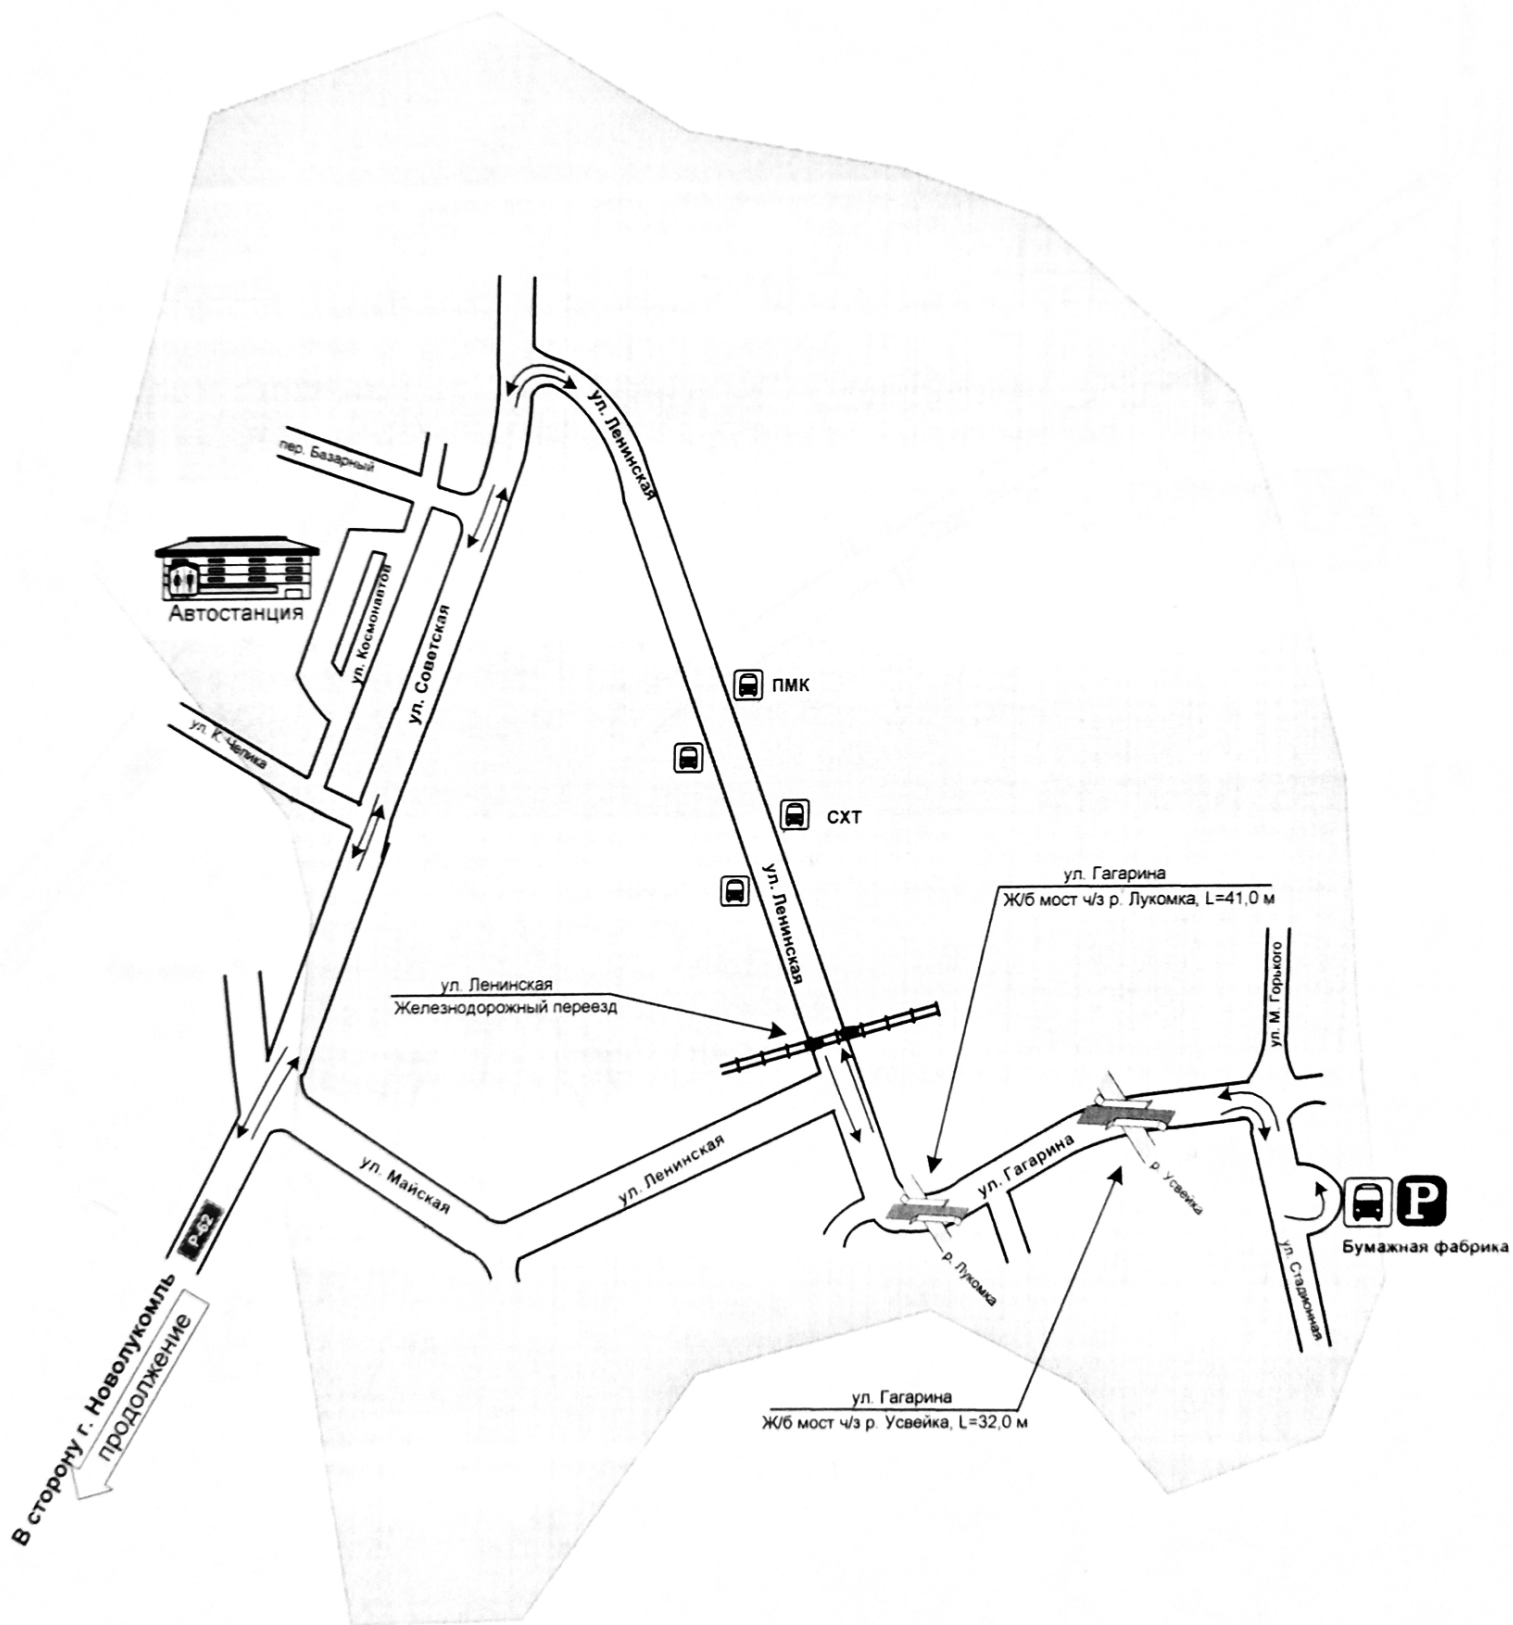 ул. Ленинская
пер. Базарный
Автостанция
ул. Космонавтов
ул. Советская
ПМК
ул. К. Чепика
СХТ
ул. Ленинская
ул. Гагарина
Ж/б мост ч/з р. Лукомка, L=41,0 м
ул. М. Горького
ул. Ленинская
Железнодорожный переезд
ул. Майская
ул. Ленинская
ул. Гагарина
р. Усвейка
P
Бумажная фабрика
Р-62
р. Лукомка
ул. Стадионная
В сторону г. Новолукомль
продолжение
ул. Гагарина
Ж/б мост ч/з р. Усвейка, L=32,0 м